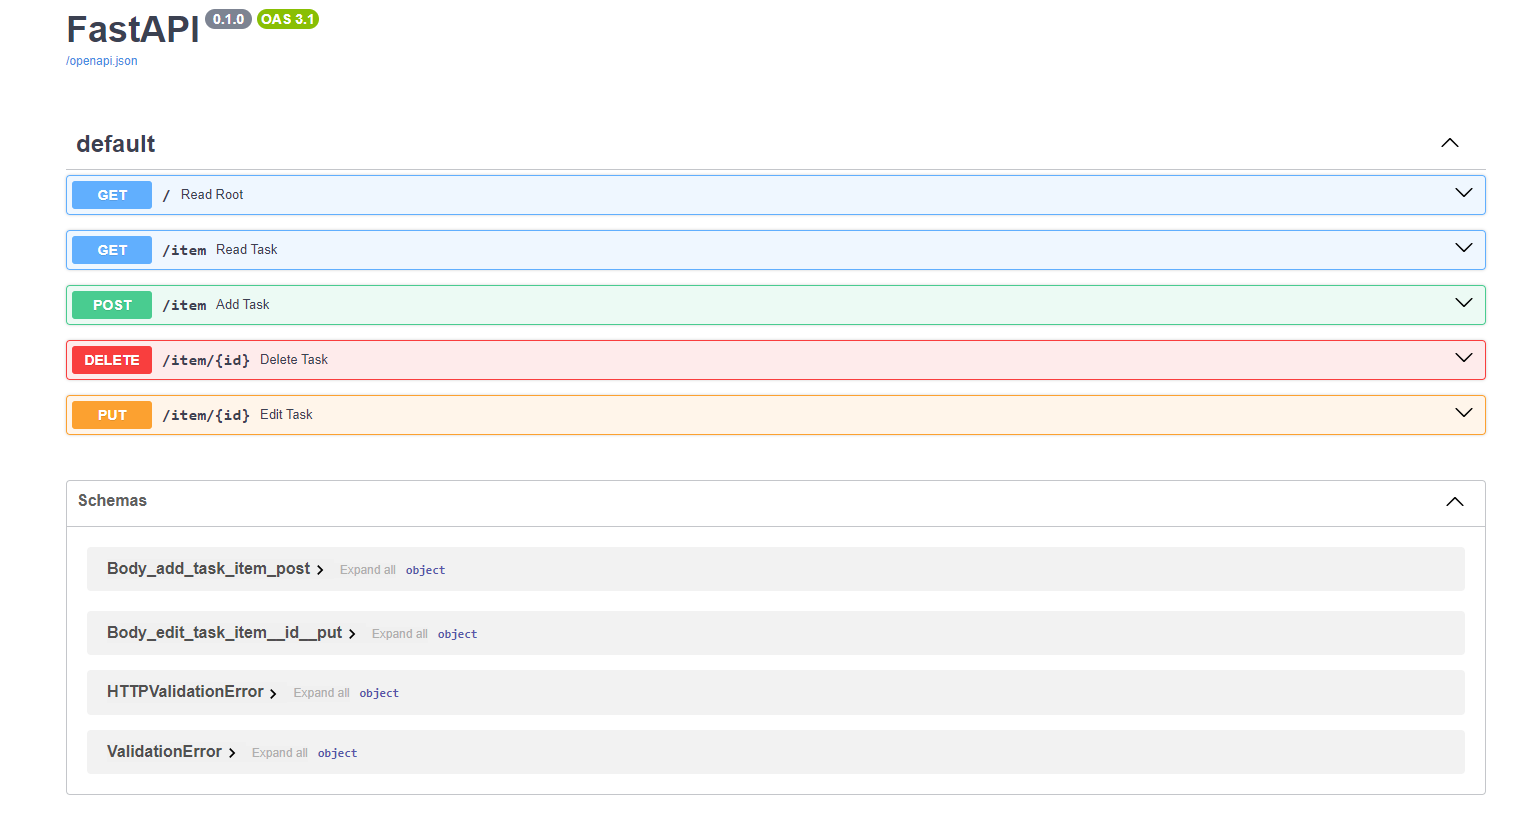 FastAPI 0.1.0 OAS 3.1
/openapi.json
default
GET / Read Root
GET /item Read Task
POST /item Add Task
DELETE /item/{id} Delete Task
PUT /item/{id} Edit Task
Schemas
Body_add_task_item_post Expand all object
Body_edit_task_item__id__put Expand all object
HTTPValidationError Expand all object
ValidationError Expand all object